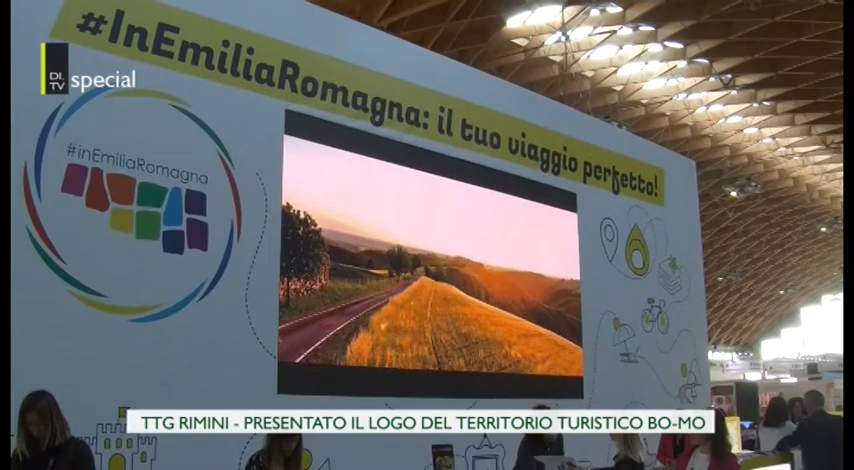 #InEmiliaRomagna: il tuo viaggio perfetto!
DI.
TV special
#inEmiliaRomagna
TTG RIMINI - PRESENTATO IL LOGO DEL TERRITORIO TURISTICO BO-MO